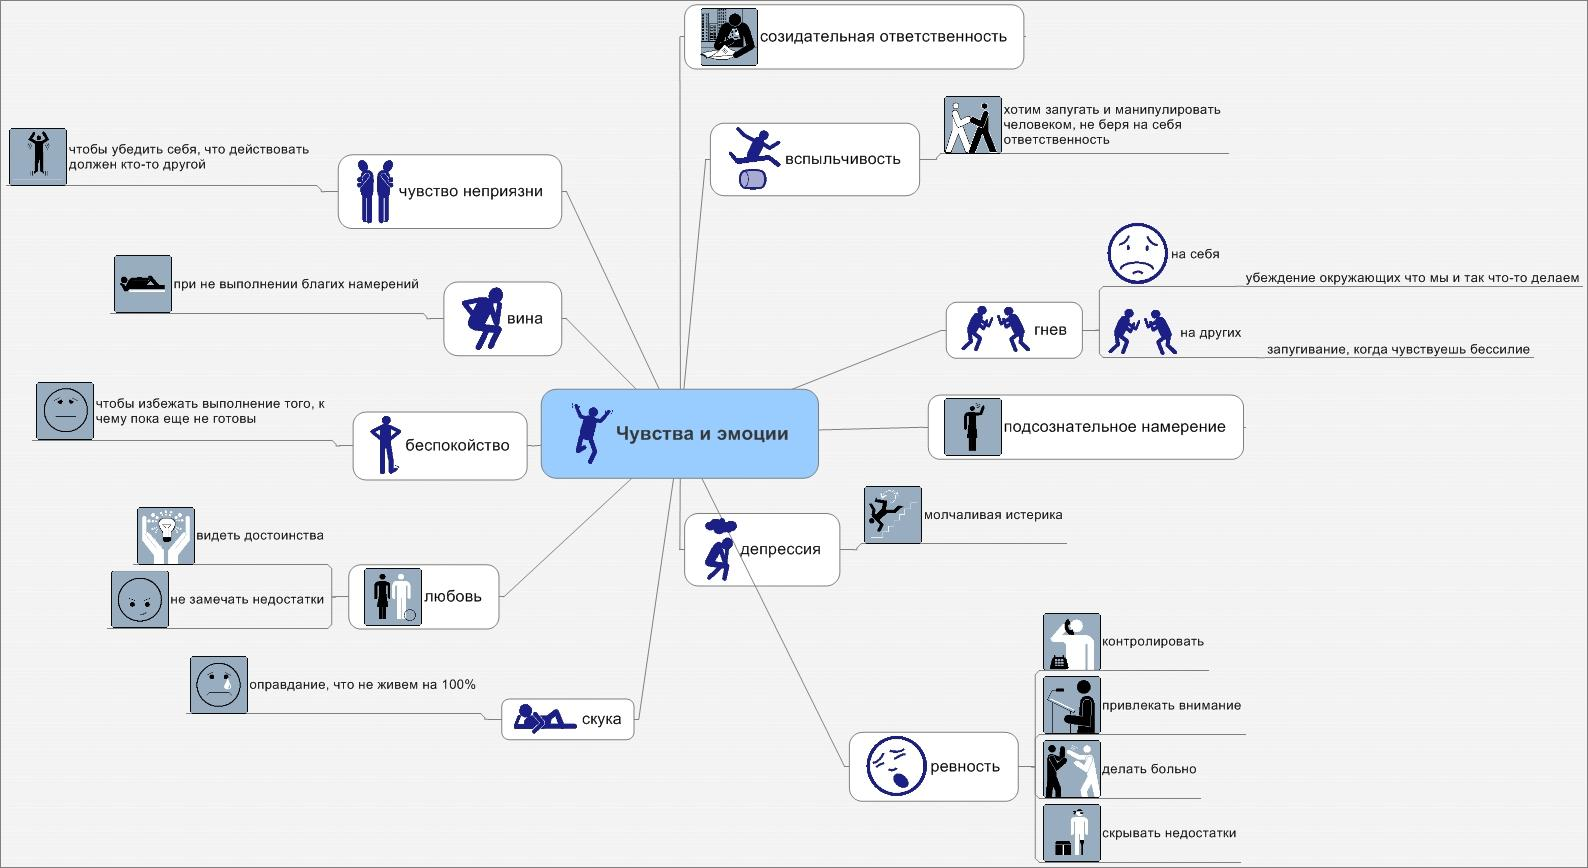 созидательная ответственность
вспыльчивость
хотим запугать и манипулировать
человеком, не беря на себя
ответственность
чтобы убедить себя, что действовать
должен кто-то другой
чувство неприязни
на себя
убеждение окружающих что мы и так что-то делаем
гнев
на других
запугивание, когда чувствуешь бессилие
при не выполнении благих намерений
вина
чтобы избежать выполнение того, к
чему пока еще не готовы
беспокойство
Чувства и эмоции
подсознательное намерение
депрессия
молчаливая истерика
видеть достоинства
не замечать недостатки
любовь
оправдание, что не живем на 100%
скука
ревность
контролировать
привлекать внимание
делать больно
скрывать недостатки